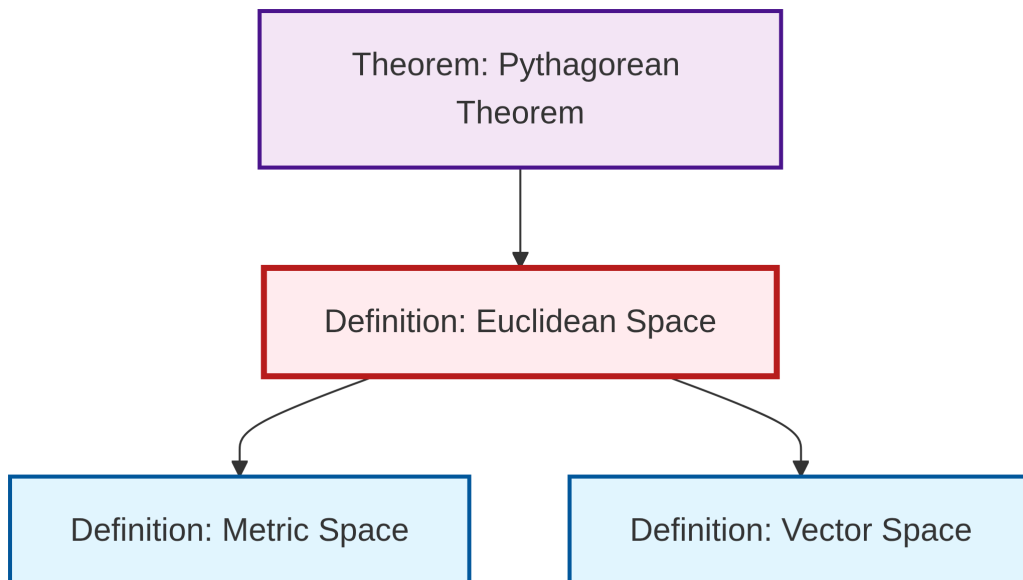 Theorem: Pythagorean
Theorem
Definition: Euclidean Space
Definition: Metric Space
Definition: Vector Space